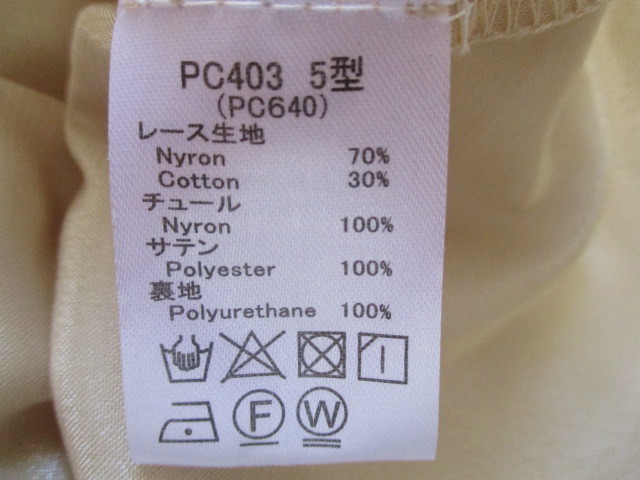 PC403 5型
(PC640)
レース生地
Nyron 70%
Cotton 30%
チュール
Nyron 100%
サテン
Polyester 100%
裏地
Polyurethane 100%
F W